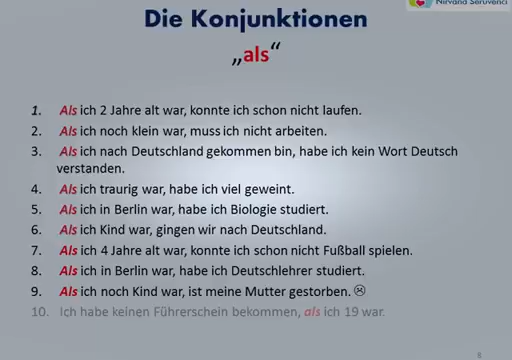 Nirvana Seruvenci
Die Konjunktionen
„als“
1. Als ich 2 Jahre alt war, konnte ich schon nicht laufen.
2. Als ich noch klein war, muss ich nicht arbeiten.
3. Als ich nach Deutschland gekommen bin, habe ich kein Wort Deutsch
verstanden.
4. Als ich traurig war, habe ich viel geweint.
5. Als ich in Berlin war, habe ich Biologie studiert.
6. Als ich Kind war, gingen wir nach Deutschland.
7. Als ich 4 Jahre alt war, konnte ich schon nicht Fußball spielen.
8. Als ich in Berlin war, habe ich Deutschlehrer studiert.
9. Als ich noch Kind war, ist meine Mutter gestorben. ☹
10. Ich habe keinen Führerschein bekommen, als ich 19 war.
8